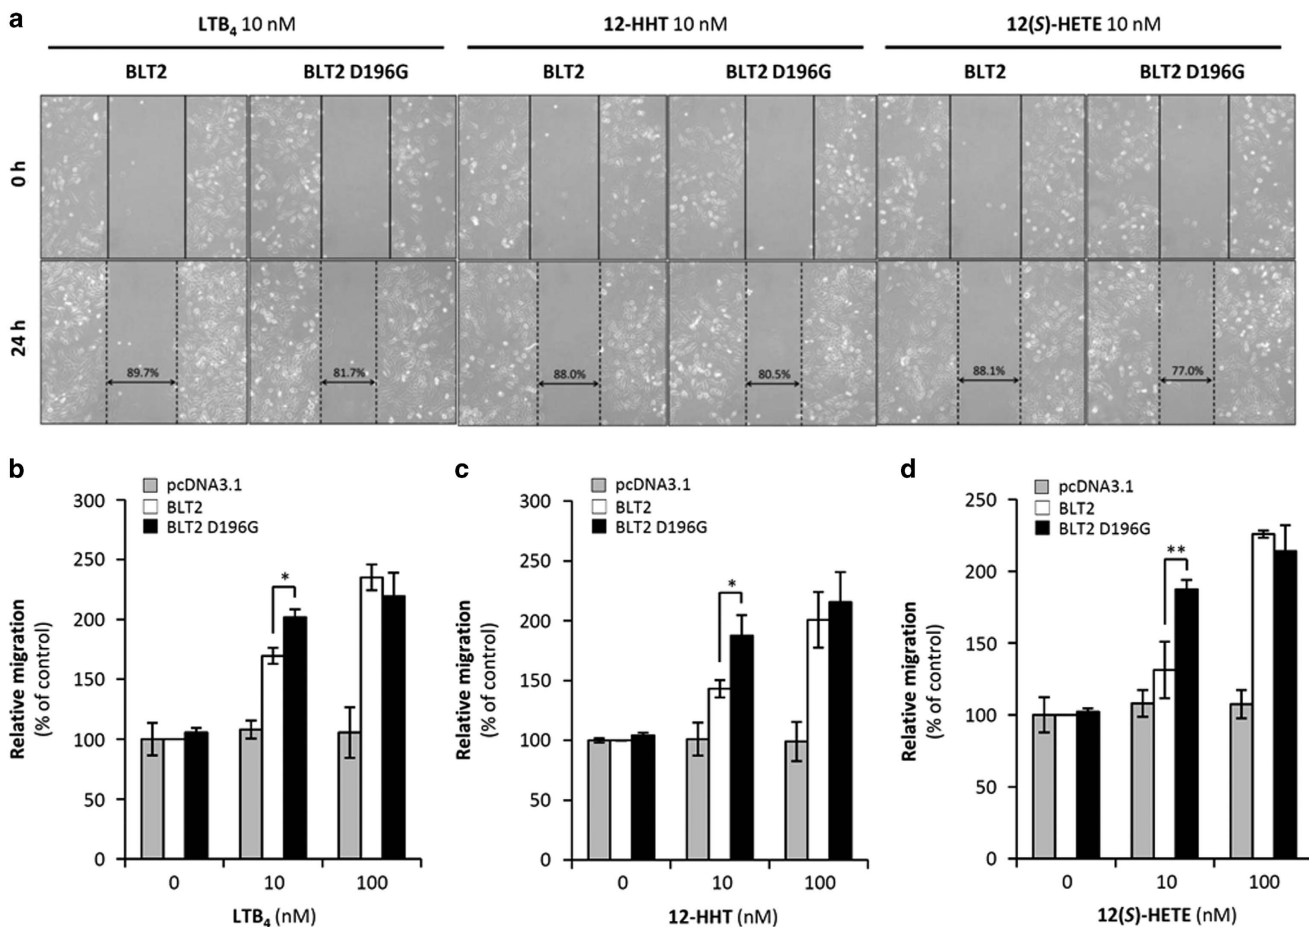 a
LTB4 10 nM
12-HHT 10 nM
12(S)-HETE 10 nM
BLT2
BLT2 D196G
BLT2
BLT2 D196G
BLT2
BLT2 D196G
0 h
24 h
89.7%
81.7%
88.0%
80.5%
88.1%
77.0%
b
pcDNA3.1
BLT2
BLT2 D196G
Relative migration
(% of control)
300
250
200
150
100
50
0
*
0
10
100
LTB4 (nM)
c
pcDNA3.1
BLT2
BLT2 D196G
Relative migration
(% of control)
300
250
200
150
100
50
0
*
0
10
100
12-HHT (nM)
d
pcDNA3.1
BLT2
BLT2 D196G
Relative migration
(% of control)
250
200
150
100
50
0
**
0
10
100
12(S)-HETE (nM)